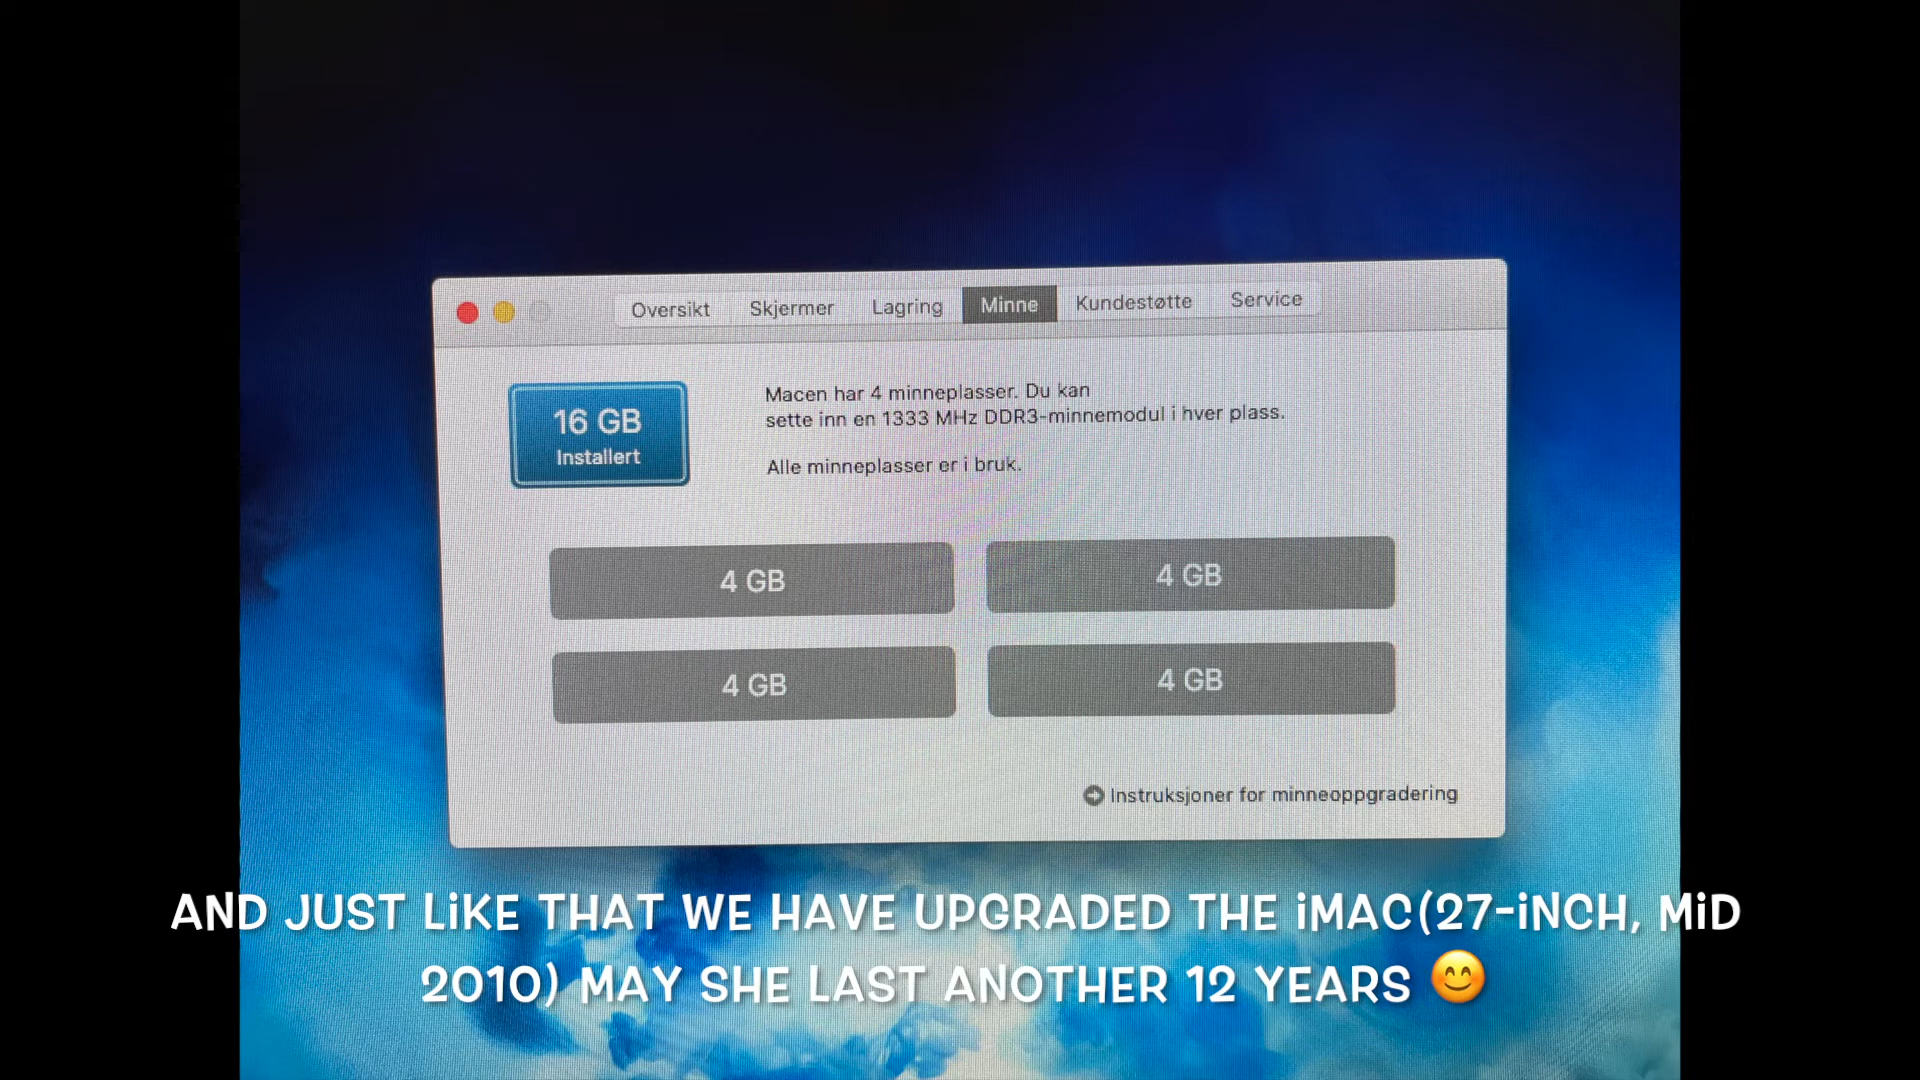 Oversikt Skjermer Lagring Minne Kundestøtte Service
16 GB
Installert
Macen har 4 minneplasser. Du kan
sette inn en 1333 MHz DDR3-minnemodul i hver plass.
Alle minneplasser er i bruk.
4 GB 4 GB
4 GB 4 GB
Instruksjoner for minneoppgradering
AND JUST LiKE THAT WE HAVE UPGRADED THE iMAC(27-iNCH, MiD
2010) MAY SHE LAST ANOTHER 12 YEARS 😊